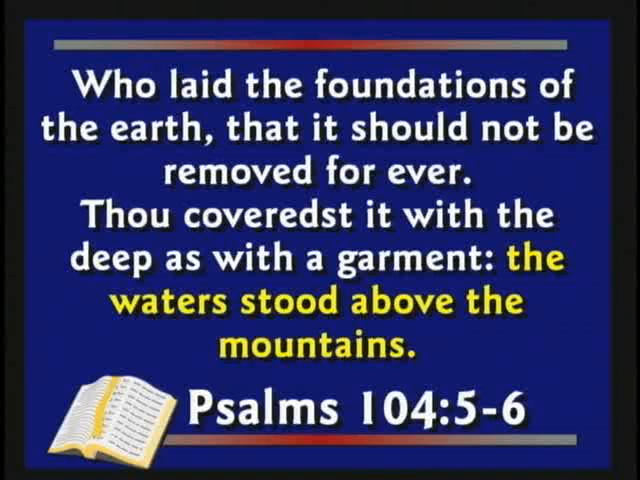 Who laid the foundations of
the earth, that it should not be
removed for ever.
Thou coveredst it with the
deep as with a garment: the
waters stood above the
mountains.
Psalms 104:5-6